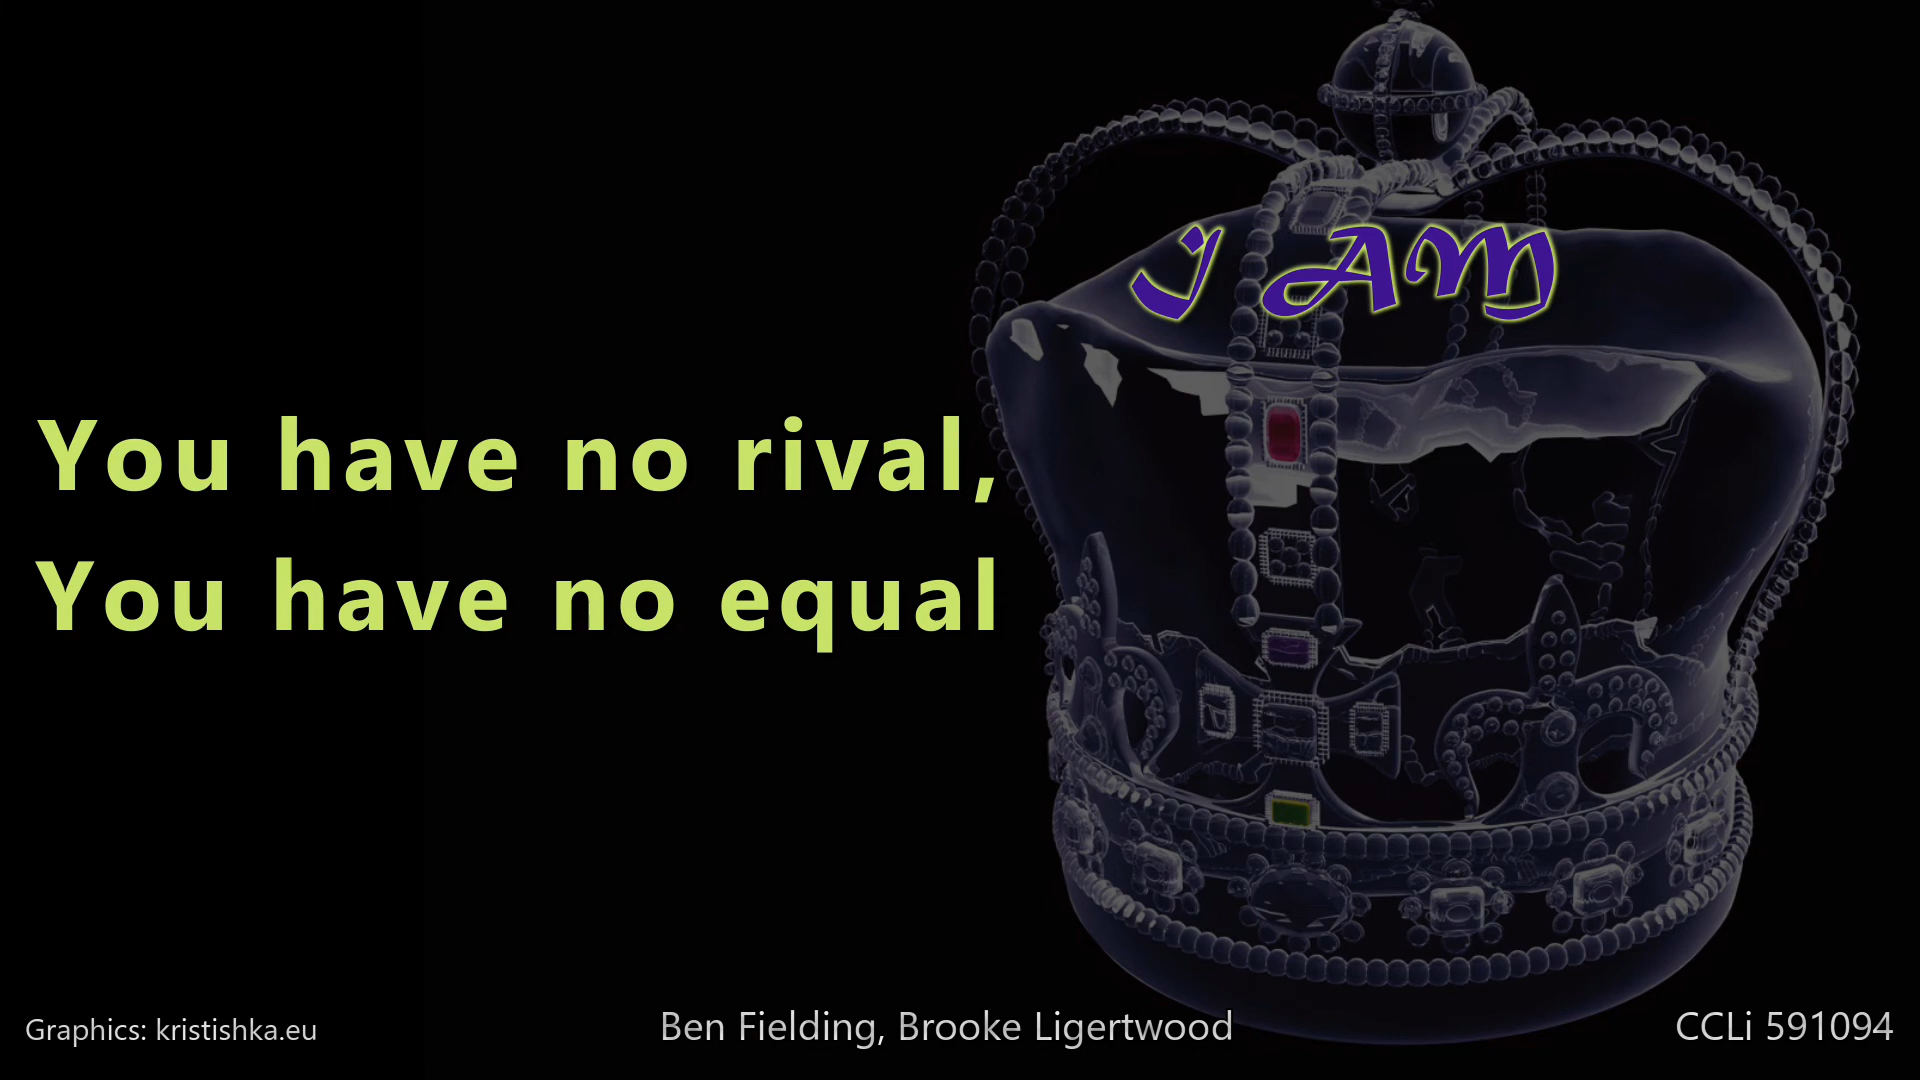 I AM
You have no rival,
You have no equal
Graphics: kristishka.eu
Ben Fielding, Brooke Ligertwood
CCLi 591094